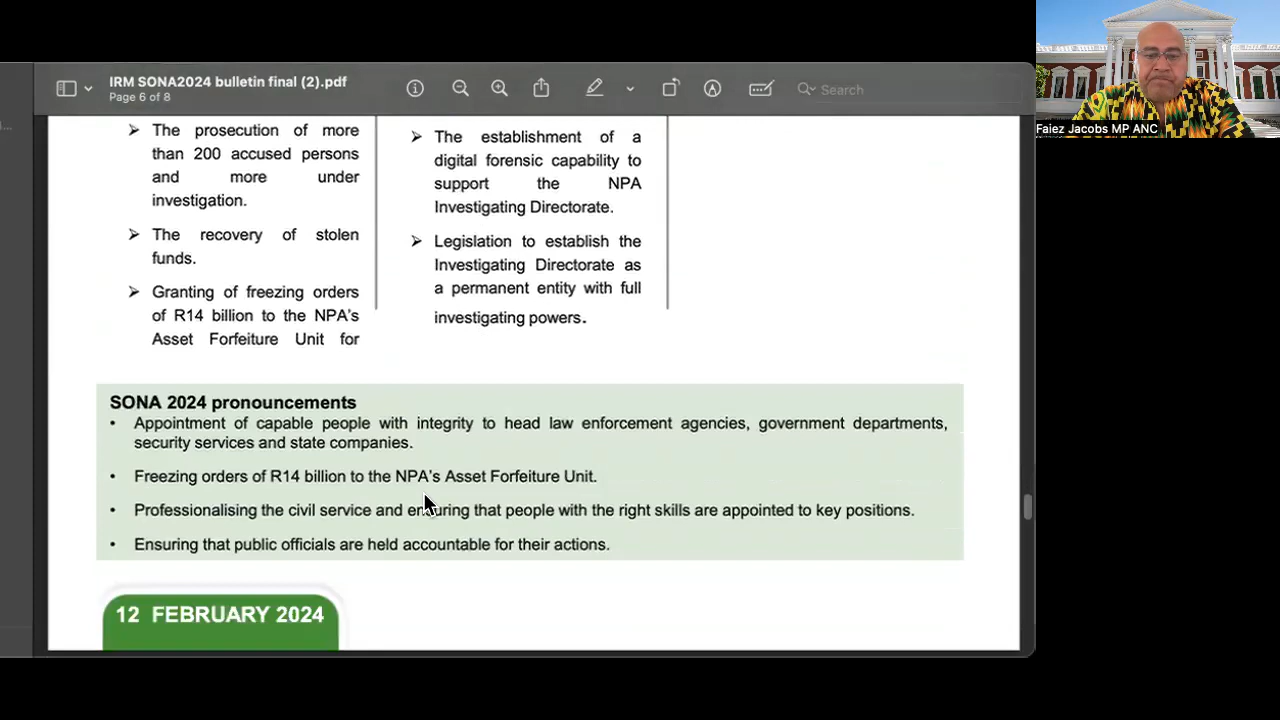 IRM SONA2024 bulletin final (2).pdf
Page 6 of 8
Search
Faiez Jacobs MP ANC
➤ The prosecution of more
than 200 accused persons
and more under
investigation.
➤ The recovery of stolen
funds.
➤ Granting of freezing orders
of R14 billion to the NPA's
Asset Forfeiture Unit for
➤ The establishment of a
digital forensic capability to
support the NPA
Investigating Directorate.
➤ Legislation to establish the
Investigating Directorate as
a permanent entity with full
investigating powers.
SONA 2024 pronouncements
• Appointment of capable people with integrity to head law enforcement agencies, government departments,
security services and state companies.
• Freezing orders of R14 billion to the NPA's Asset Forfeiture Unit.
• Professionalising the civil service and ensuring that people with the right skills are appointed to key positions.
• Ensuring that public officials are held accountable for their actions.
12 FEBRUARY 2024